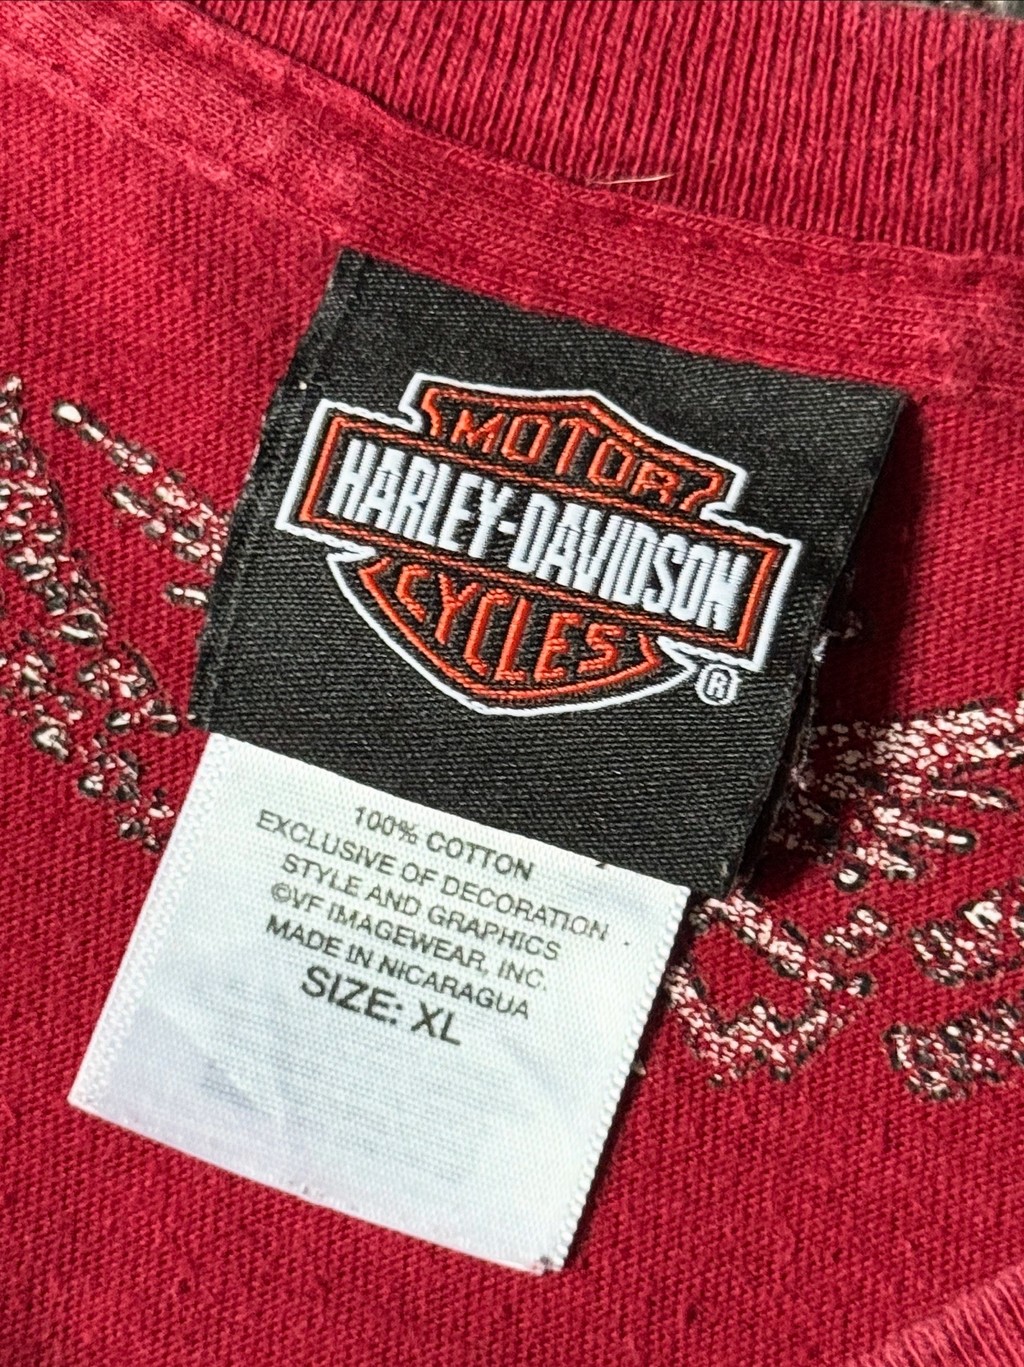 MOTOR
HARLEY-DAVIDSON
CYCLES
®
100% COTTON
EXCLUSIVE OF DECORATION
STYLE AND GRAPHICS
©VF IMAGEWEAR, INC.
MADE IN NICARAGUA
SIZE: XL